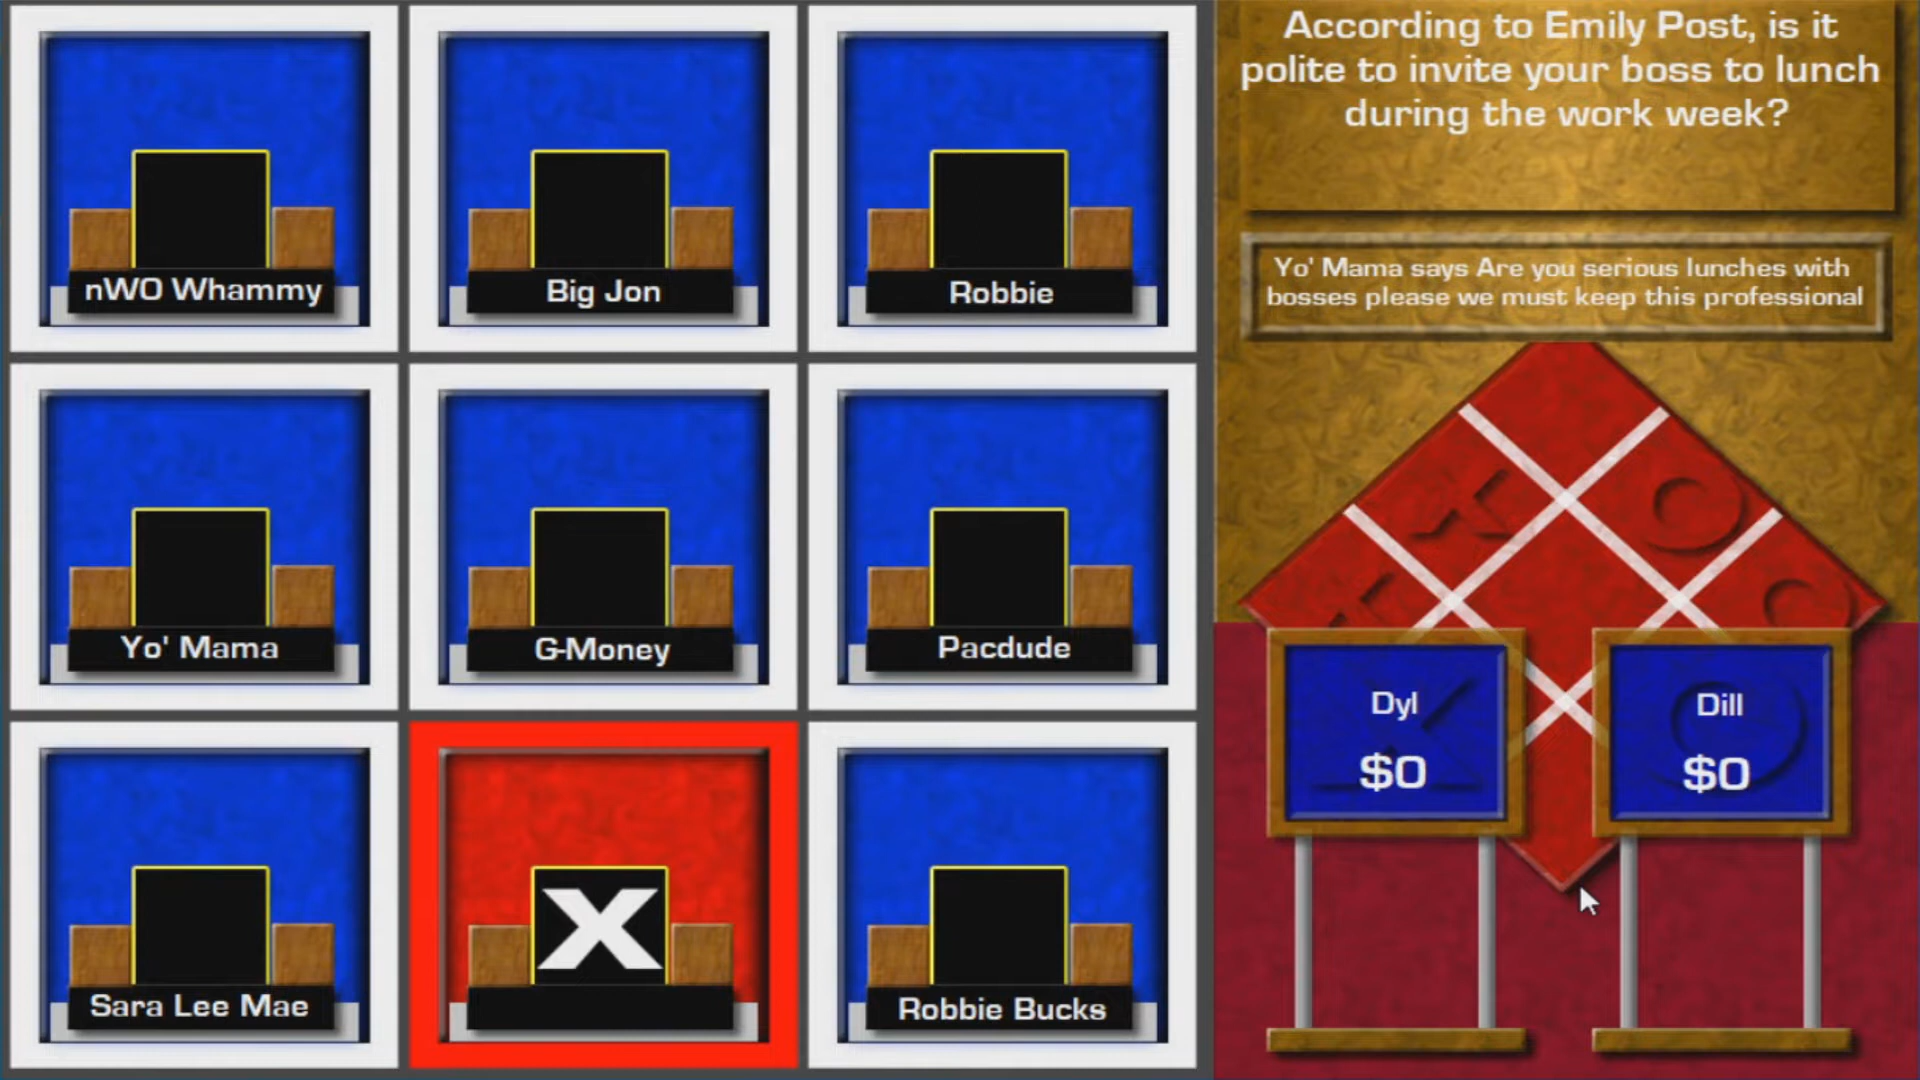 nWO Whammy
Big Jon
Robbie
Yo' Mama
G-Money
Pacdude
Sara Lee Mae
X
Robbie Bucks
According to Emily Post, is it
polite to invite your boss to lunch
during the work week?
Yo' Mama says Are you serious lunches with
bosses please we must keep this professional
Dyl
$0
Dill
$0